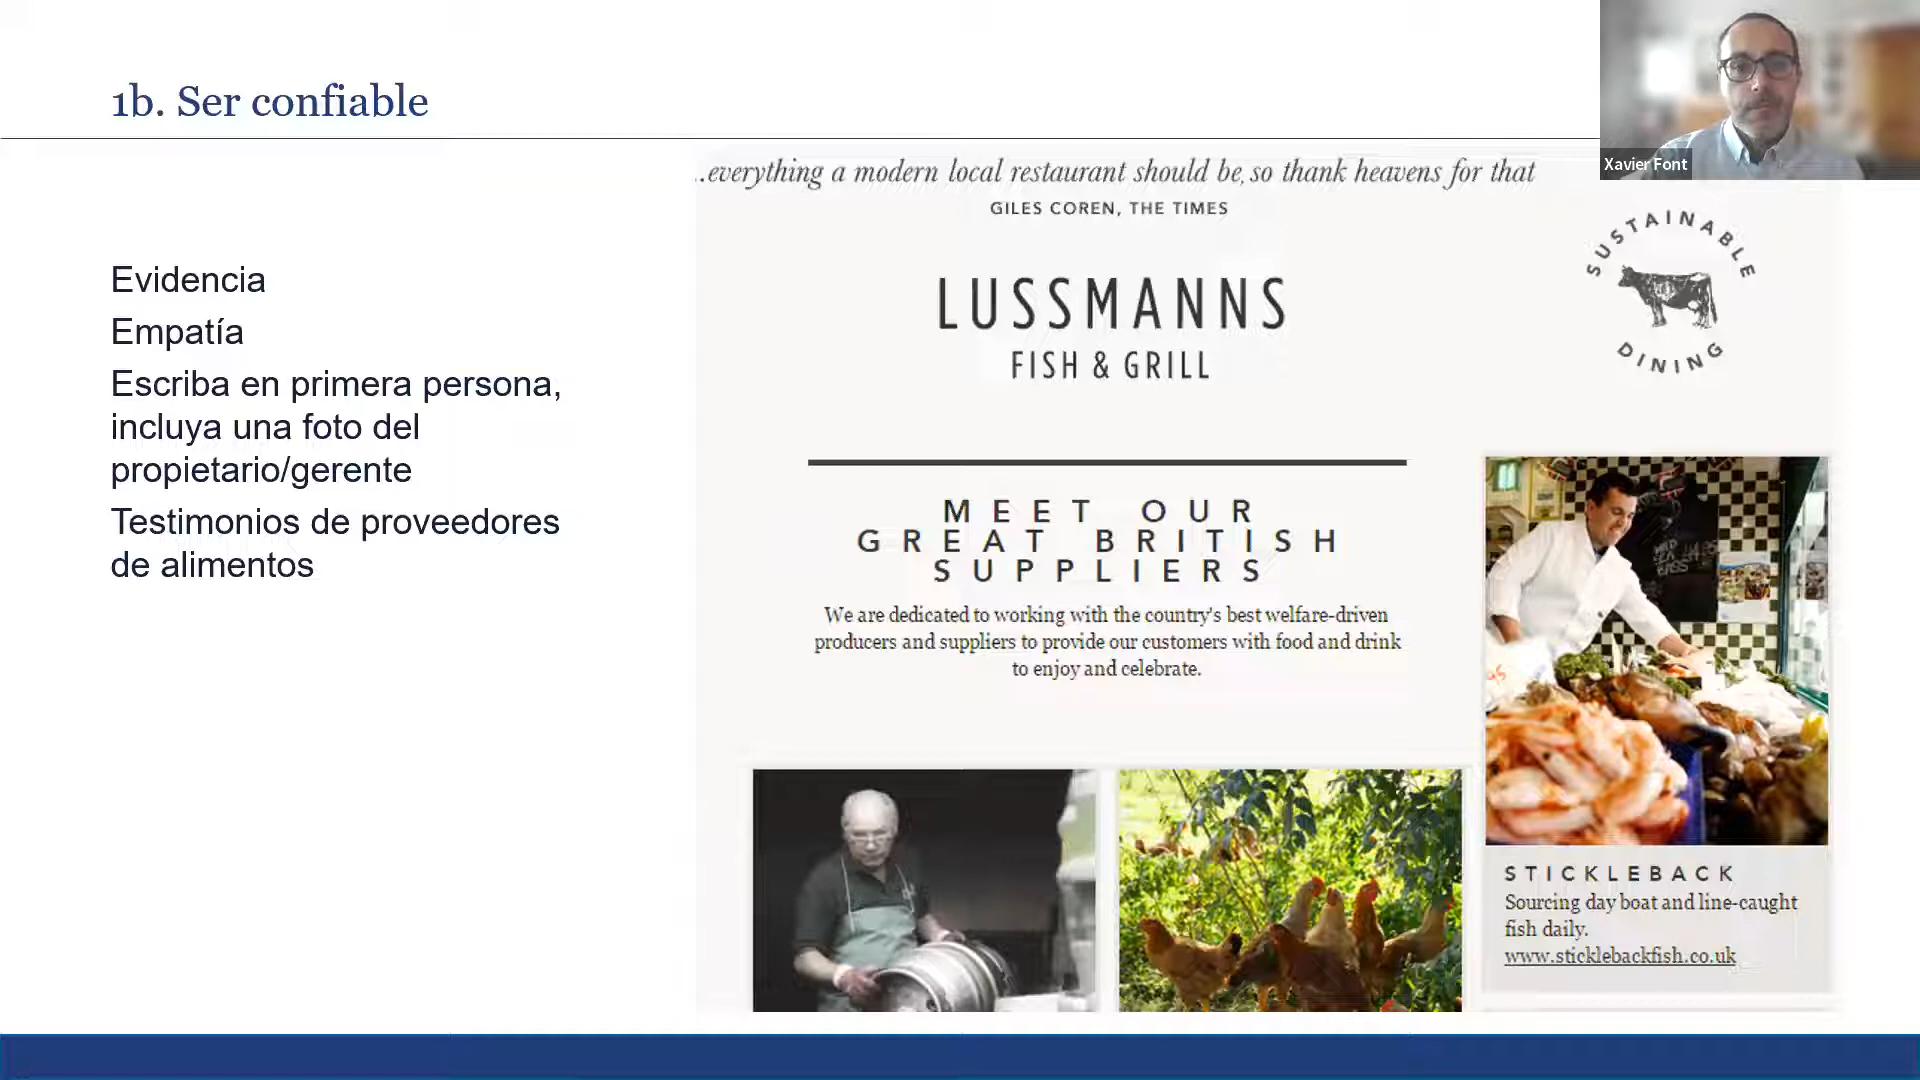 1b. Ser confiable
Xavier Font
Evidencia
Empatía
Escriba en primera persona,
incluya una foto del
propietario/gerente
Testimonios de proveedores
de alimentos
..everything a modern local restaurant should be, so thank heavens for that
GILES COREN, THE TIMES
LUSSMANNS
FISH & GRILL
SUSTAINABLE
DINING
MEET OUR
GREAT BRITISH
SUPPLIERS
We are dedicated to working with the country's best welfare-driven
producers and suppliers to provide our customers with food and drink
to enjoy and celebrate.
STICKLEBACK
Sourcing day boat and line-caught
fish daily.
www.sticklebackfish.co.uk